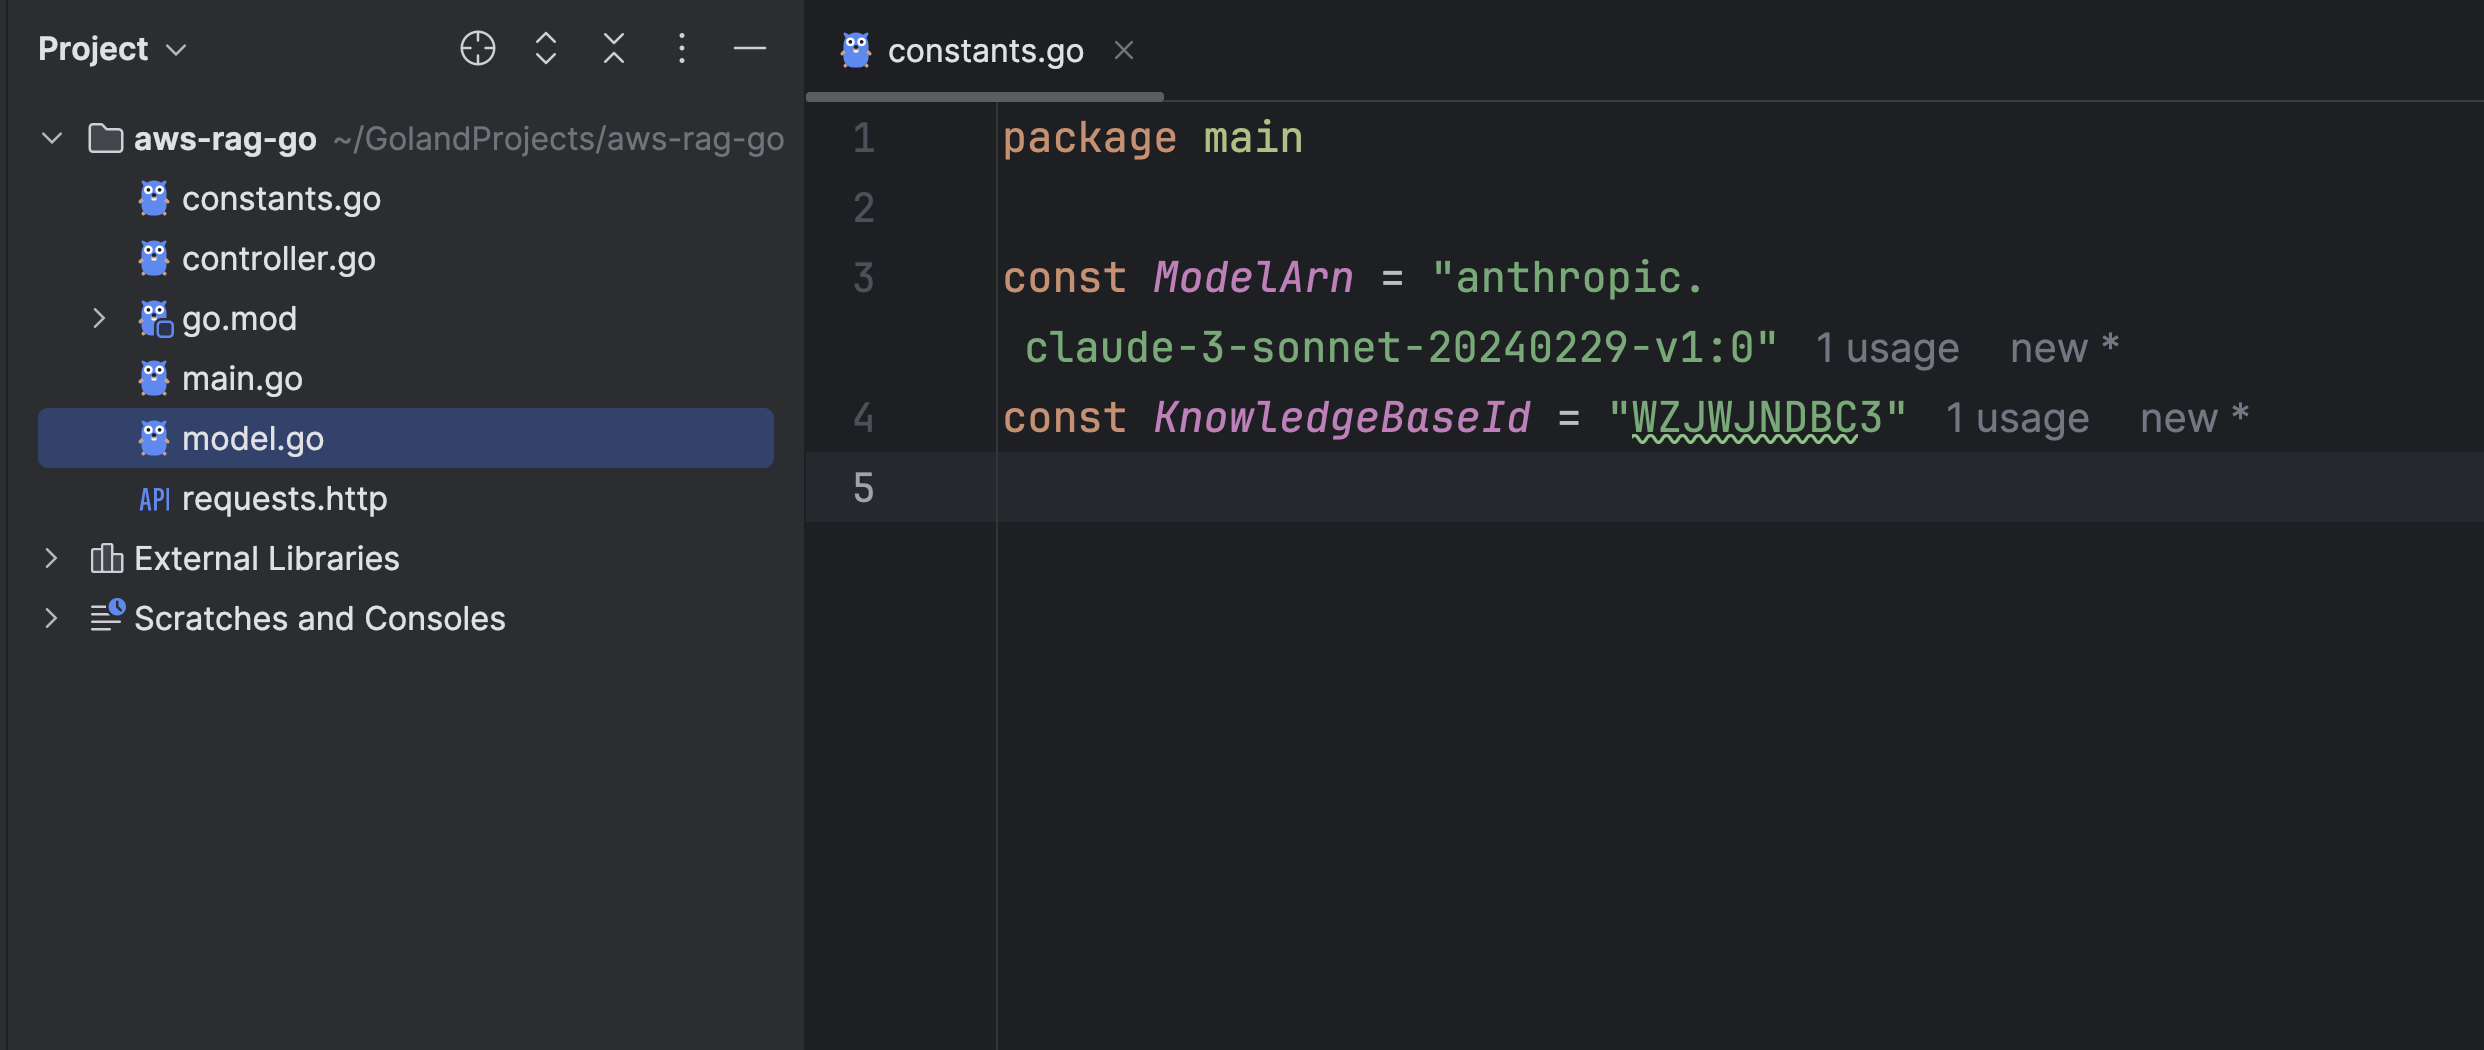 Project
aws-rag-go ~/GolandProjects/aws-rag-go
constants.go
controller.go
go.mod
main.go
model.go
API requests.http
External Libraries
Scratches and Consoles
constants.go
1 package main
2
3 const ModelArn = "anthropic.
claude-3-sonnet-20240229-v1:0" 1 usage new *
4 const KnowledgeBaseId = "WZJWJNDBC3" 1 usage new *
5